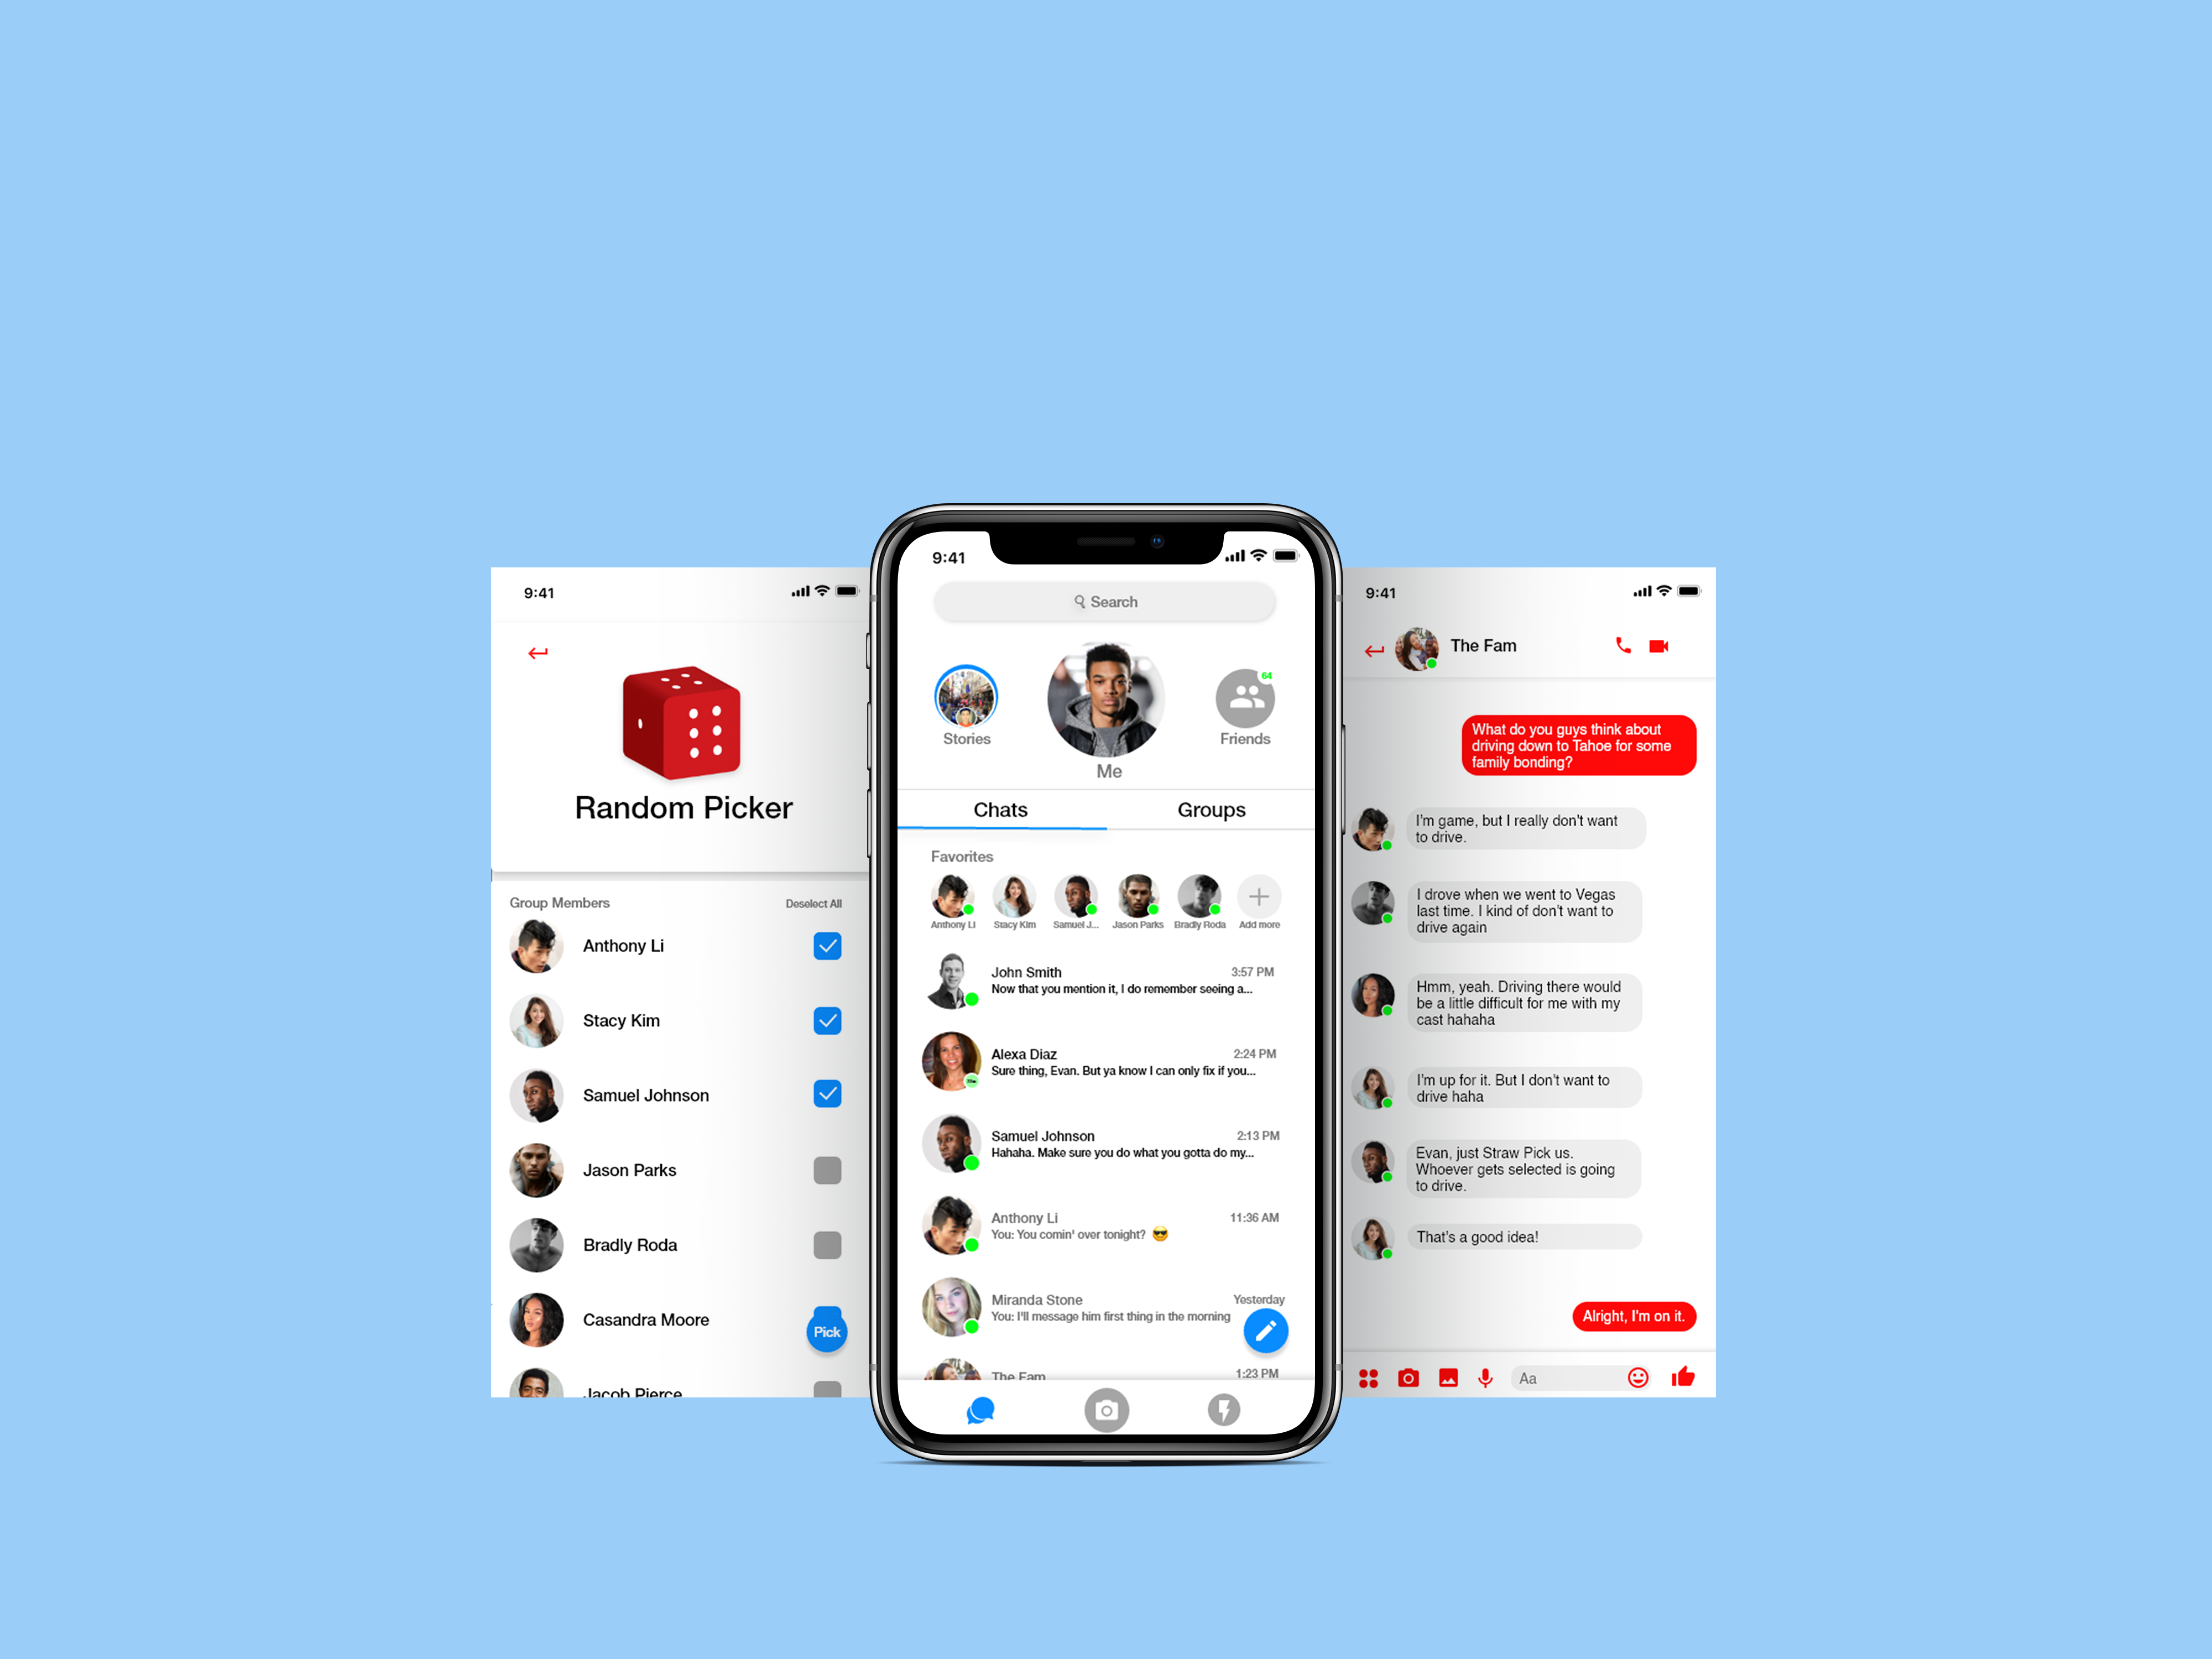 9:41
Random Picker
Group Members
Deselect All
Anthony Li
Stacy Kim
Samuel Johnson
Jason Parks
Bradly Roda
Casandra Moore
Pick
Jacob Pierce
9:41
Search
64
Stories
Me
Friends
Chats
Groups
Favorites
Anthony Li
Stacy Kim
Samuel J...
Jason Parks
Bradly Roda
Add more
John Smith
3:57 PM
Now that you mention it, I do remember seeing a...
Alexa Diaz
2:24 PM
Sure thing, Evan. But ya know I can only fix if you...
Samuel Johnson
2:13 PM
Hahaha. Make sure you do what you gotta do my...
Anthony Li
11:36 AM
You: You comin' over tonight? 😎
Miranda Stone
Yesterday
You: I'll message him first thing in the morning
The Fam
1:23 PM
9:41
The Fam
What do you guys think about
driving down to Tahoe for some
family bonding?
I'm game, but I really don't want
to drive.
I drove when we went to Vegas
last time. I kind of don't want to
drive again
Hmm, yeah. Driving there would
be a little difficult for me with my
cast hahaha
I'm up for it. But I don't want to
drive haha
Evan, just Straw Pick us.
Whoever gets selected is going
to drive.
That's a good idea!
Alright, I'm on it.
Aa